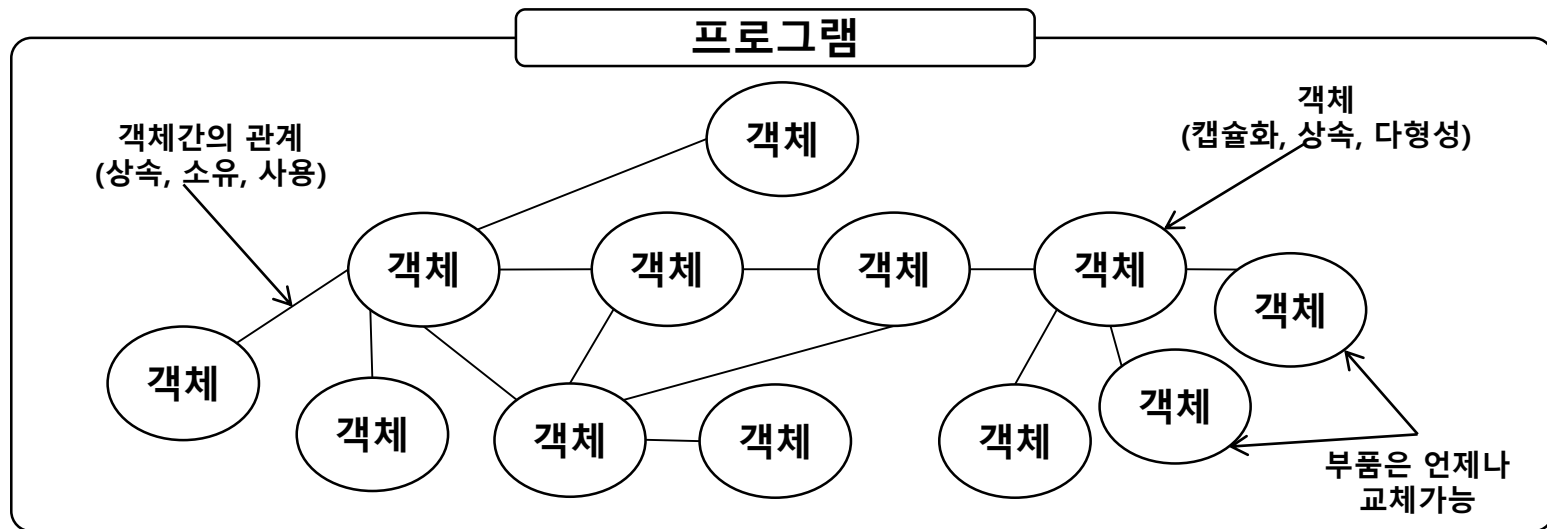 프로그램
객체간의 관계
(상속, 소유, 사용)
객체
객체
(캡슐화, 상속, 다형성)
객체
객체
객체
객체
객체
객체
객체
객체
객체
객체
객체
부품은 언제나
교체가능